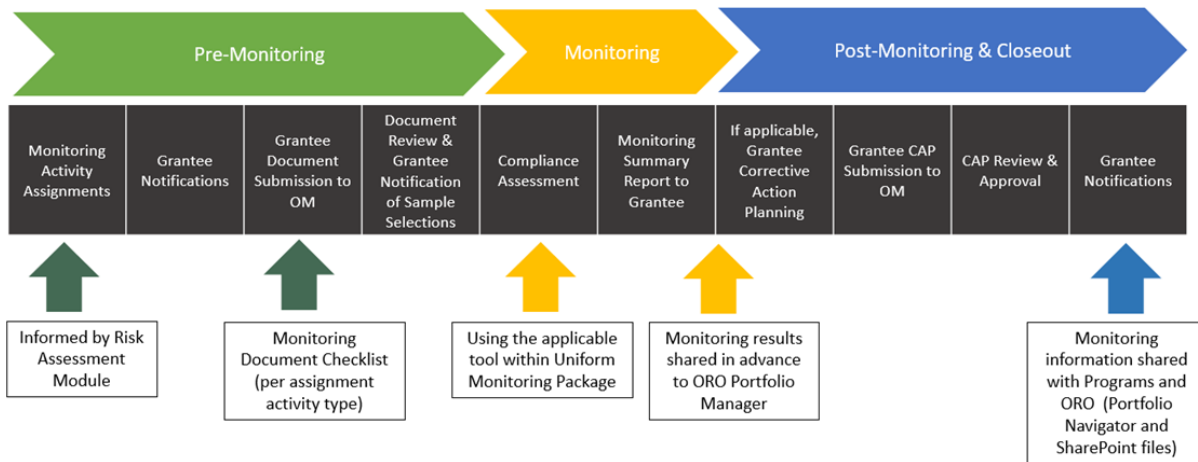 Pre-Monitoring
Monitoring
Post-Monitoring & Closeout
Monitoring
Activity
Assignments
Grantee
Notifications
Grantee
Document
Submission to
OM
Document
Review &
Grantee
Notification
of Sample
Selections
Compliance
Assessment
Monitoring
Summary
Report to
Grantee
If applicable,
Grantee
Corrective
Action
Planning
Grantee CAP
Submission to
OM
CAP Review &
Approval
Grantee
Notifications
Informed by Risk
Assessment
Module
Monitoring
Document Checklist
(per assignment
activity type)
Using the applicable
tool within Uniform
Monitoring Package
Monitoring results
shared in advance
to ORO Portfolio
Manager
Monitoring
information shared
with Programs and
ORO (Portfolio
Navigator and
SharePoint files)